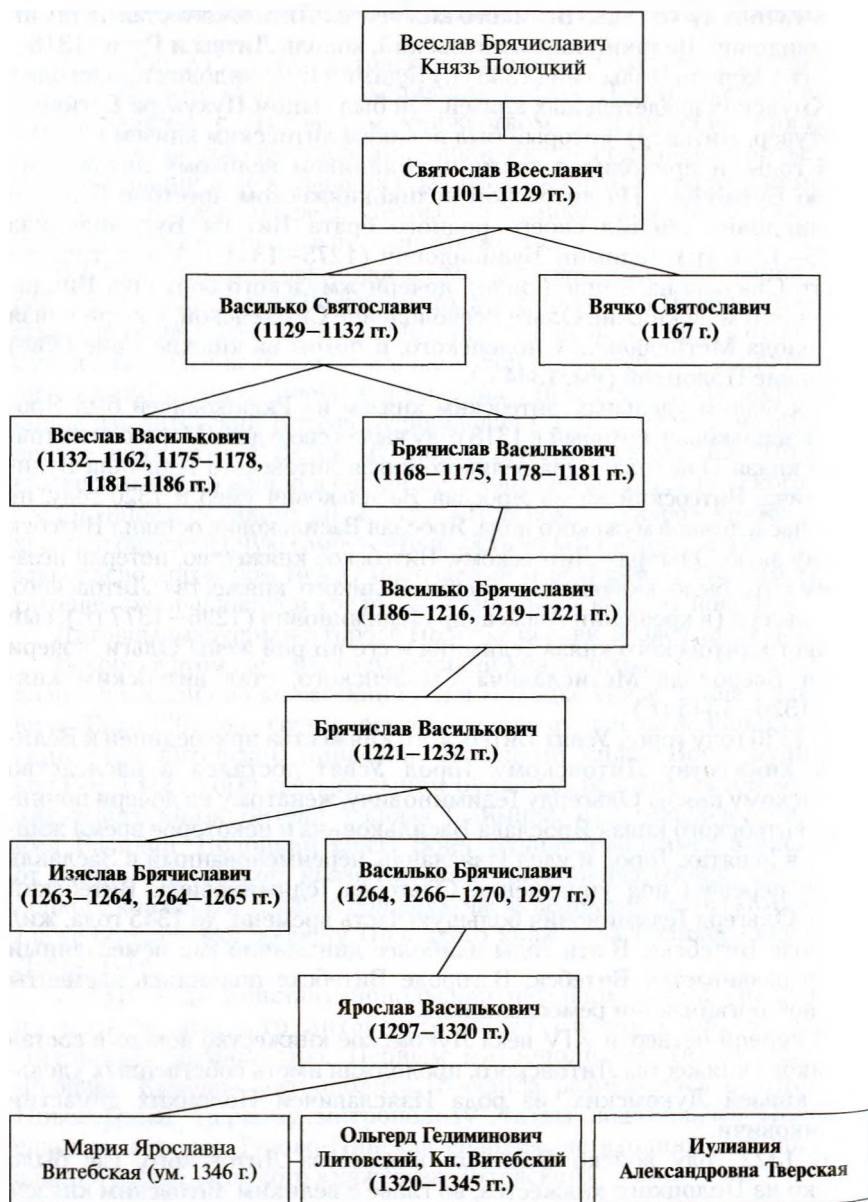 Всеслав Брячиславич
Князь Полоцкий
Святослав Всеславич
(1101–1129 гг.)
Василько Святославич
(1129–1132 гг.)
Вячко Святославич
(1167 г.)
Всеслав Василькович
(1132–1162, 1175–1178,
1181–1186 гг.)
Брячислав Василькович
(1168–1175, 1178–1181 гг.)
Василько Брячиславич
(1186–1216, 1219–1221 гг.)
Брячислав Василькович
(1221–1232 гг.)
Изяслав Брячиславич
(1263–1264, 1264–1265 гг.)
Василько Брячиславич
(1264, 1266–1270, 1297 гг.)
Ярослав Василькович
(1297–1320 гг.)
Мария Ярославна
Витебская (ум. 1346 г.)
Ольгерд Гедиминович
Литовский, Кн. Витебский
(1320–1345 гг.)
Иулиания
Александровна Тверская